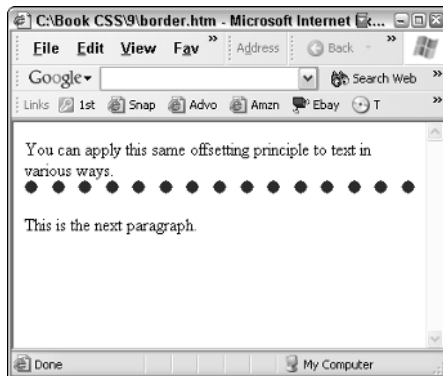 C:\Book CSS\9\border.htm - Microsoft Internet Ex...
File Edit View Fav » Address Back »
Google » Search Web »
Links 1st Snap Advo Amzn Ebay T »
You can apply this same offsetting principle to text in
various ways.
This is the next paragraph.
Done My Computer